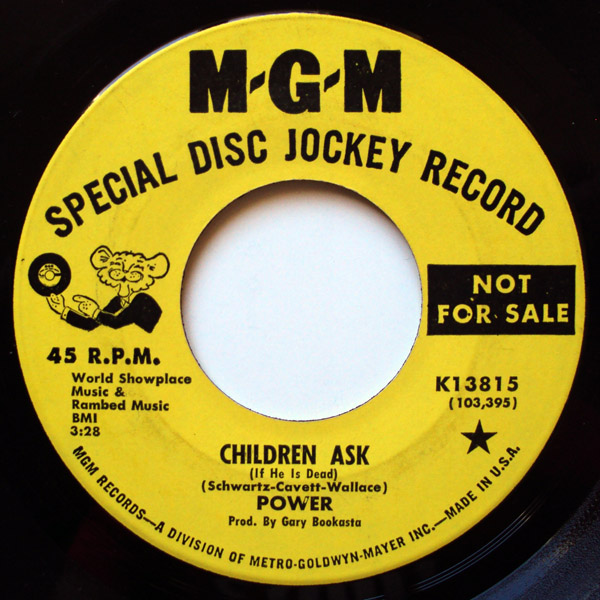 M-G-M
SPECIAL DISC JOCKEY RECORD
NOT
FOR SALE
45 R.P.M.
World Showplace
Music &
Rambed Music
BMI
3:28
K13815
(103,395)
CHILDREN ASK
(If He Is Dead)
(Schwartz-Cavett-Wallace)
POWER
Prod. By Gary Bookasta
MGM RECORDS—A DIVISION OF METRO-GOLDWYN-MAYER INC.—MADE IN U.S.A.